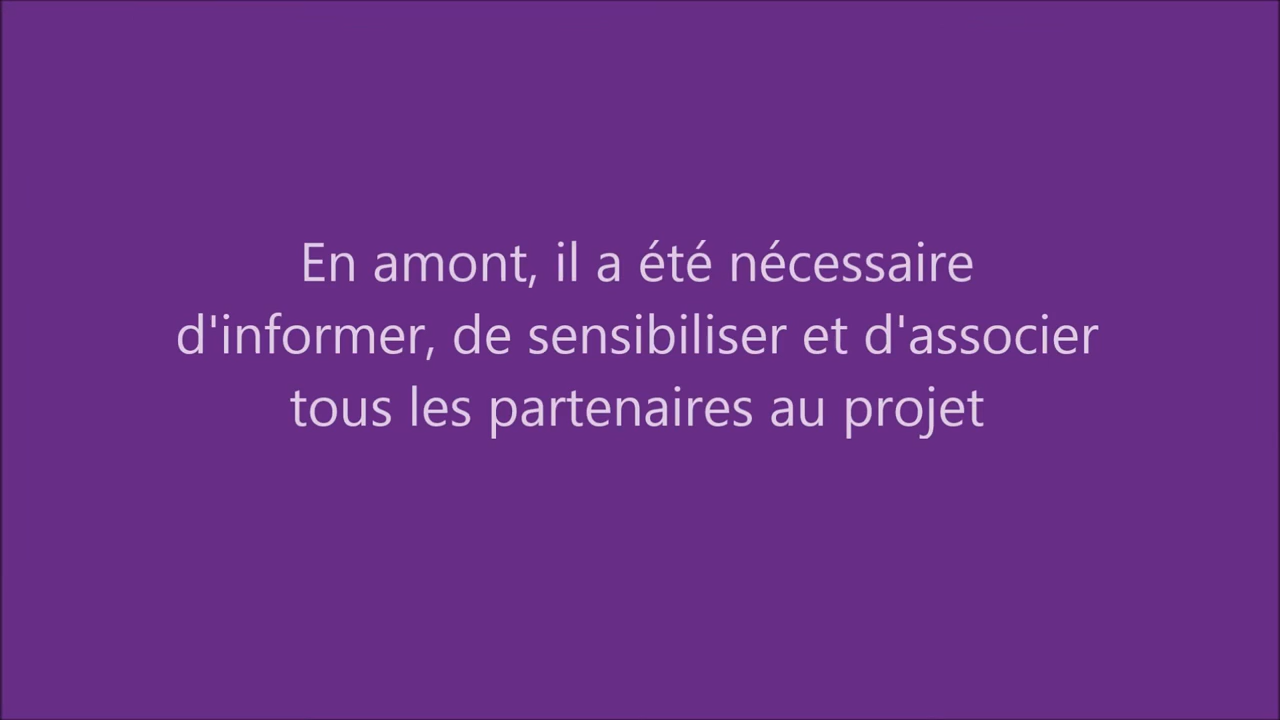 En amont, il a été nécessaire
d'informer, de sensibiliser et d'associer
tous les partenaires au projet